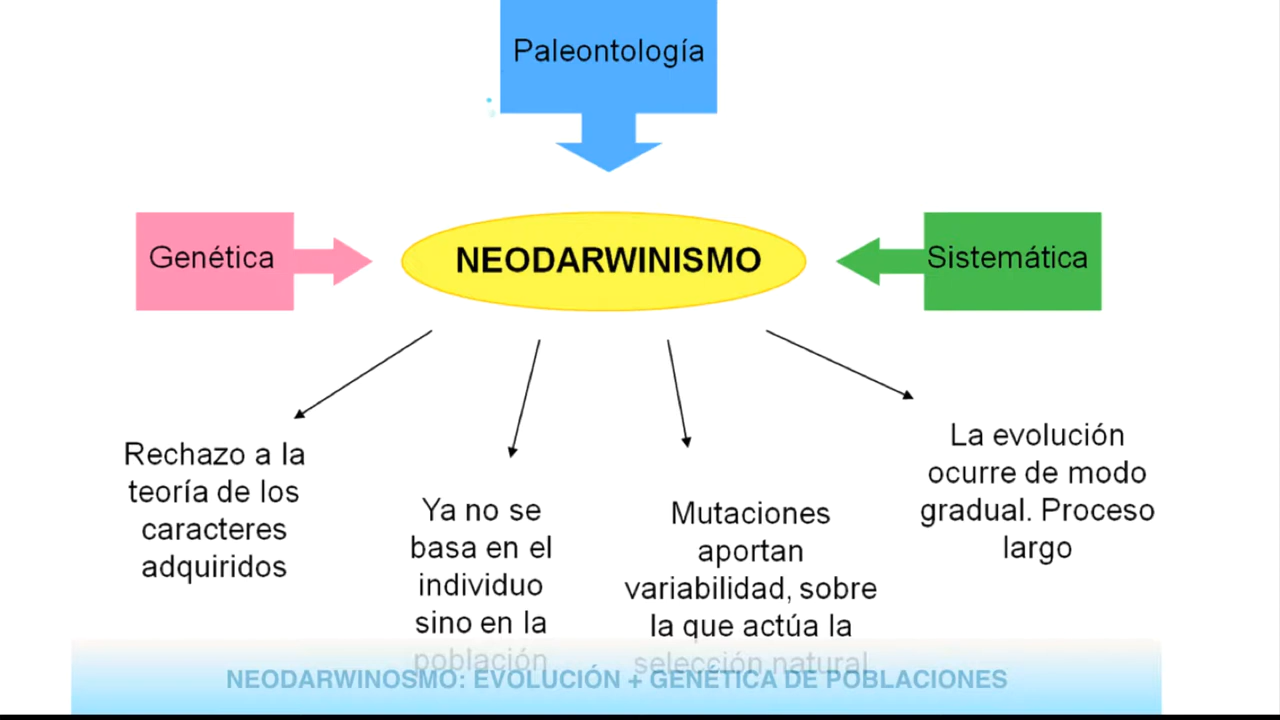 Paleontología
Genética
NEODARWINISMO
Sistemática
Rechazo a la
teoría de los
caracteres
adquiridos
Ya no se
basa en el
individuo
sino en la
población
Mutaciones
aportan
variabilidad, sobre
la que actúa la
selección natural
La evolución
ocurre de modo
gradual. Proceso
largo
NEODARWINOSMO: EVOLUCIÓN + GENÉTICA DE POBLACIONES